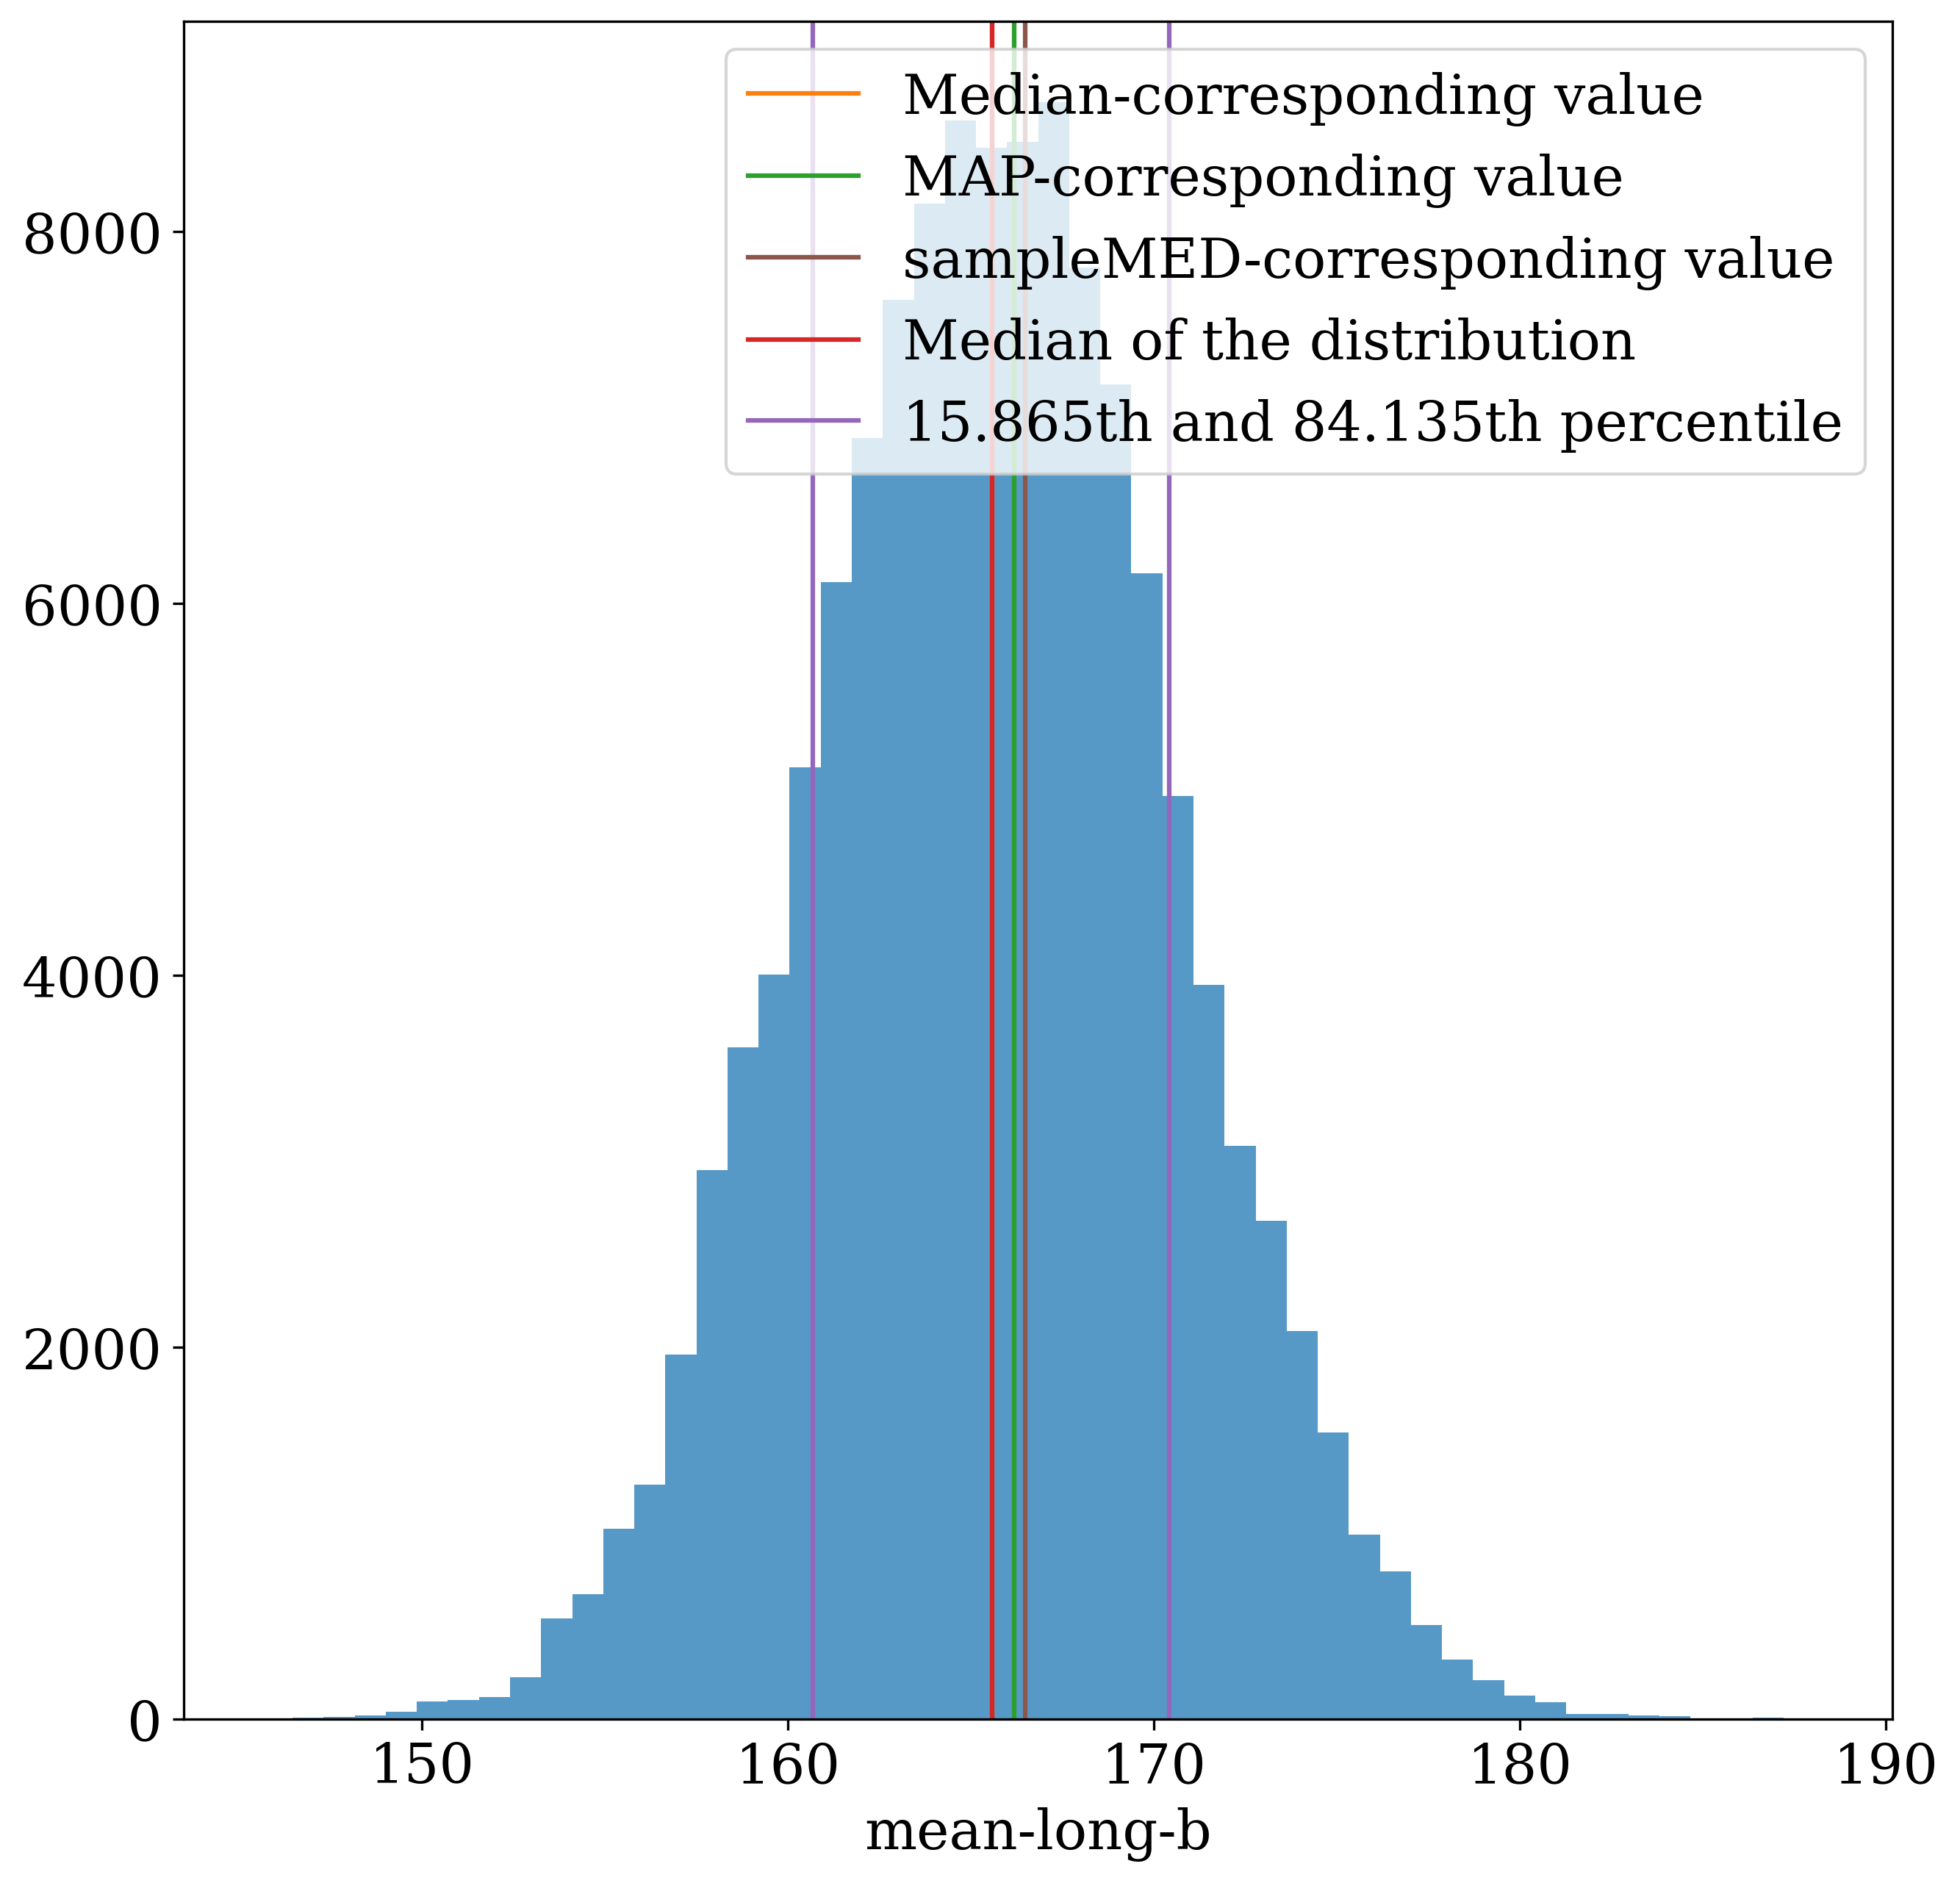 Median-corresponding value
MAP-corresponding value
sampleMED-corresponding value
Median of the distribution
15.865th and 84.135th percentile
8000
6000
4000
2000
0
150 160 170 180 190
mean-long-b